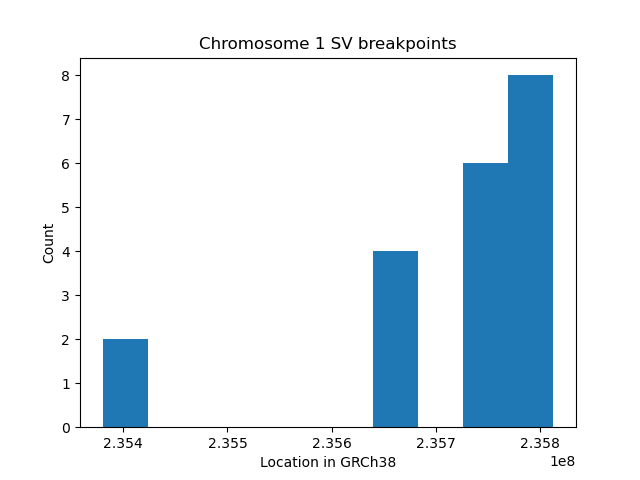 Chromosome 1 SV breakpoints
8
7
6
5
4
3
2
1
0
Count
2.354 2.355 2.356 2.357 2.358
Location in GRCh38
1e8